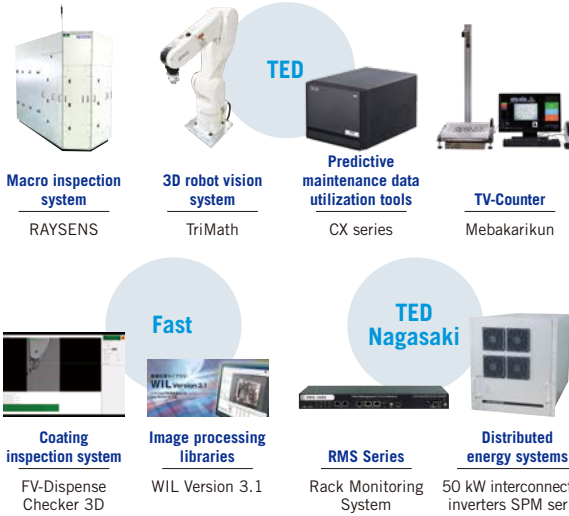 TED
Macro inspection
system
RAYSENS
3D robot vision
system
TriMath
Predictive
maintenance data
utilization tools
CX series
TV-Counter
Mebakarikun
Fast
TED
Nagasaki
WIL Version 3.1
Coating
inspection system
FV-Dispense
Checker 3D
Image processing
libraries
WIL Version 3.1
RMS Series
Rack Monitoring
System
Distributed
energy systems
50 kW interconnect
inverters SPM ser